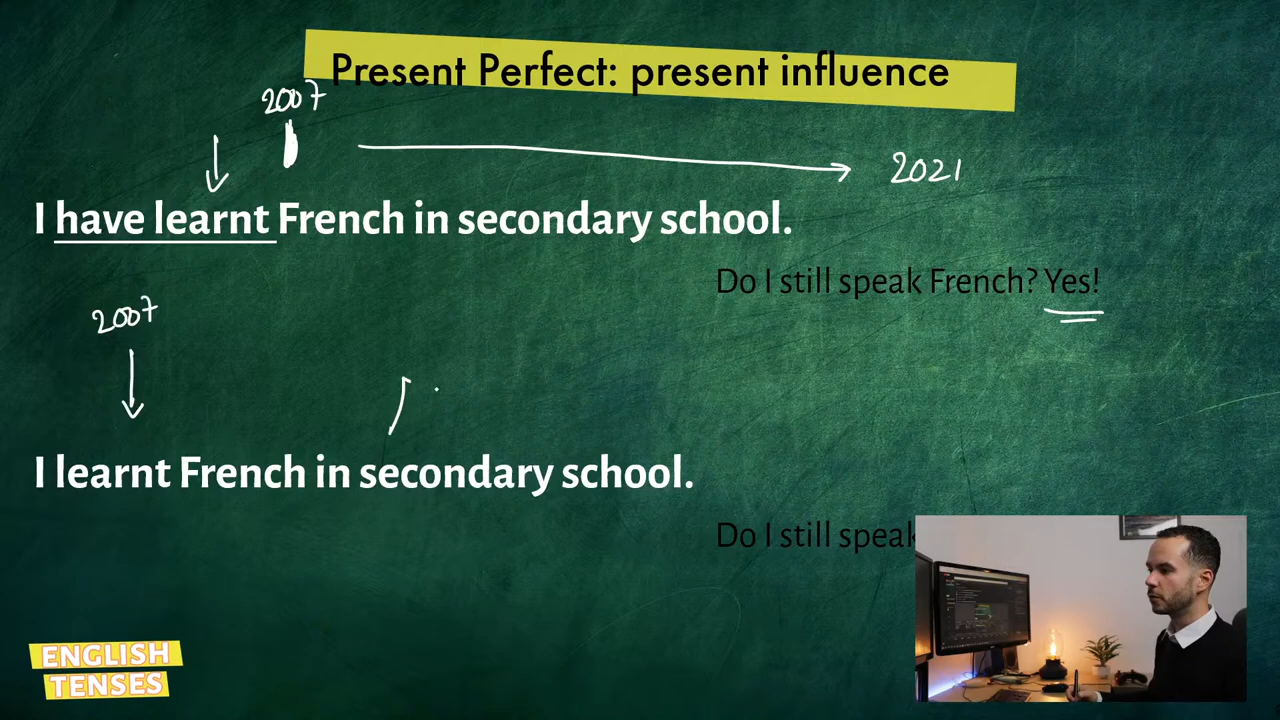 Present Perfect: present influence
2007
2021
I have learnt French in secondary school.
Do I still speak French? Yes!
2007
I learnt French in secondary school.
Do I still speak
ENGLISH
TENSES